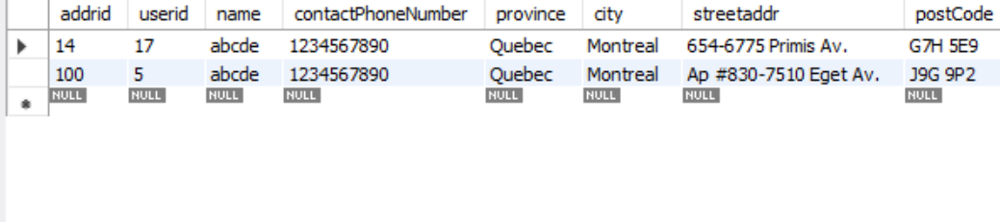 addrid userid name contactPhoneNumber province city streetaddr postCode
14 17 abcde 1234567890 Quebec Montreal 654-6775 Primis Av. G7H 5E9
100 5 abcde 1234567890 Quebec Montreal Ap #830-7510 Eget Av. J9G 9P2
NULL NULL NULL NULL NULL NULL NULL NULL